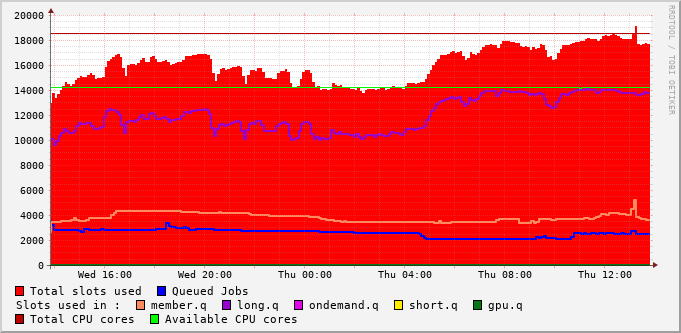 20000
18000
16000
14000
12000
10000
8000
6000
4000
2000
0
Wed 16:00 Wed 20:00 Thu 00:00 Thu 04:00 Thu 08:00 Thu 12:00
Total slots used Queued Jobs
Slots used in : member.q long.q ondemand.q short.q gpu.q
Total CPU cores Available CPU cores
RRDTOOL / TOBI OETIKER